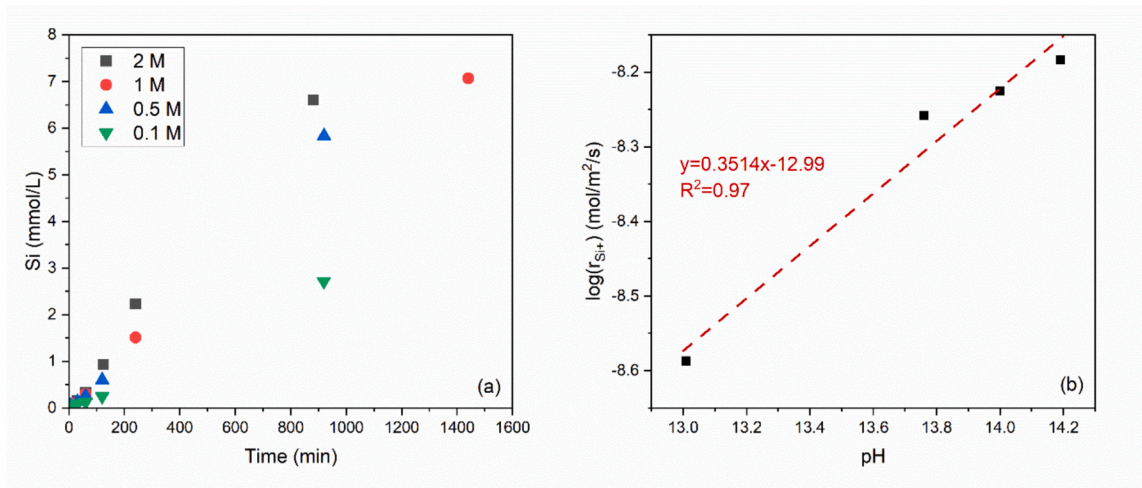 8
7
6
5
4
3
2
1
0
Si (mmol/L)
2 M
1 M
0.5 M
0.1 M
(a)
0 200 400 600 800 1000 1200 1400 1600
Time (min)
-8.2
-8.3
-8.4
-8.5
-8.6
log(r_Si+) (mol/m²/s)
y=0.3514x-12.99
R²=0.97
(b)
13.0 13.2 13.4 13.6 13.8 14.0 14.2
pH